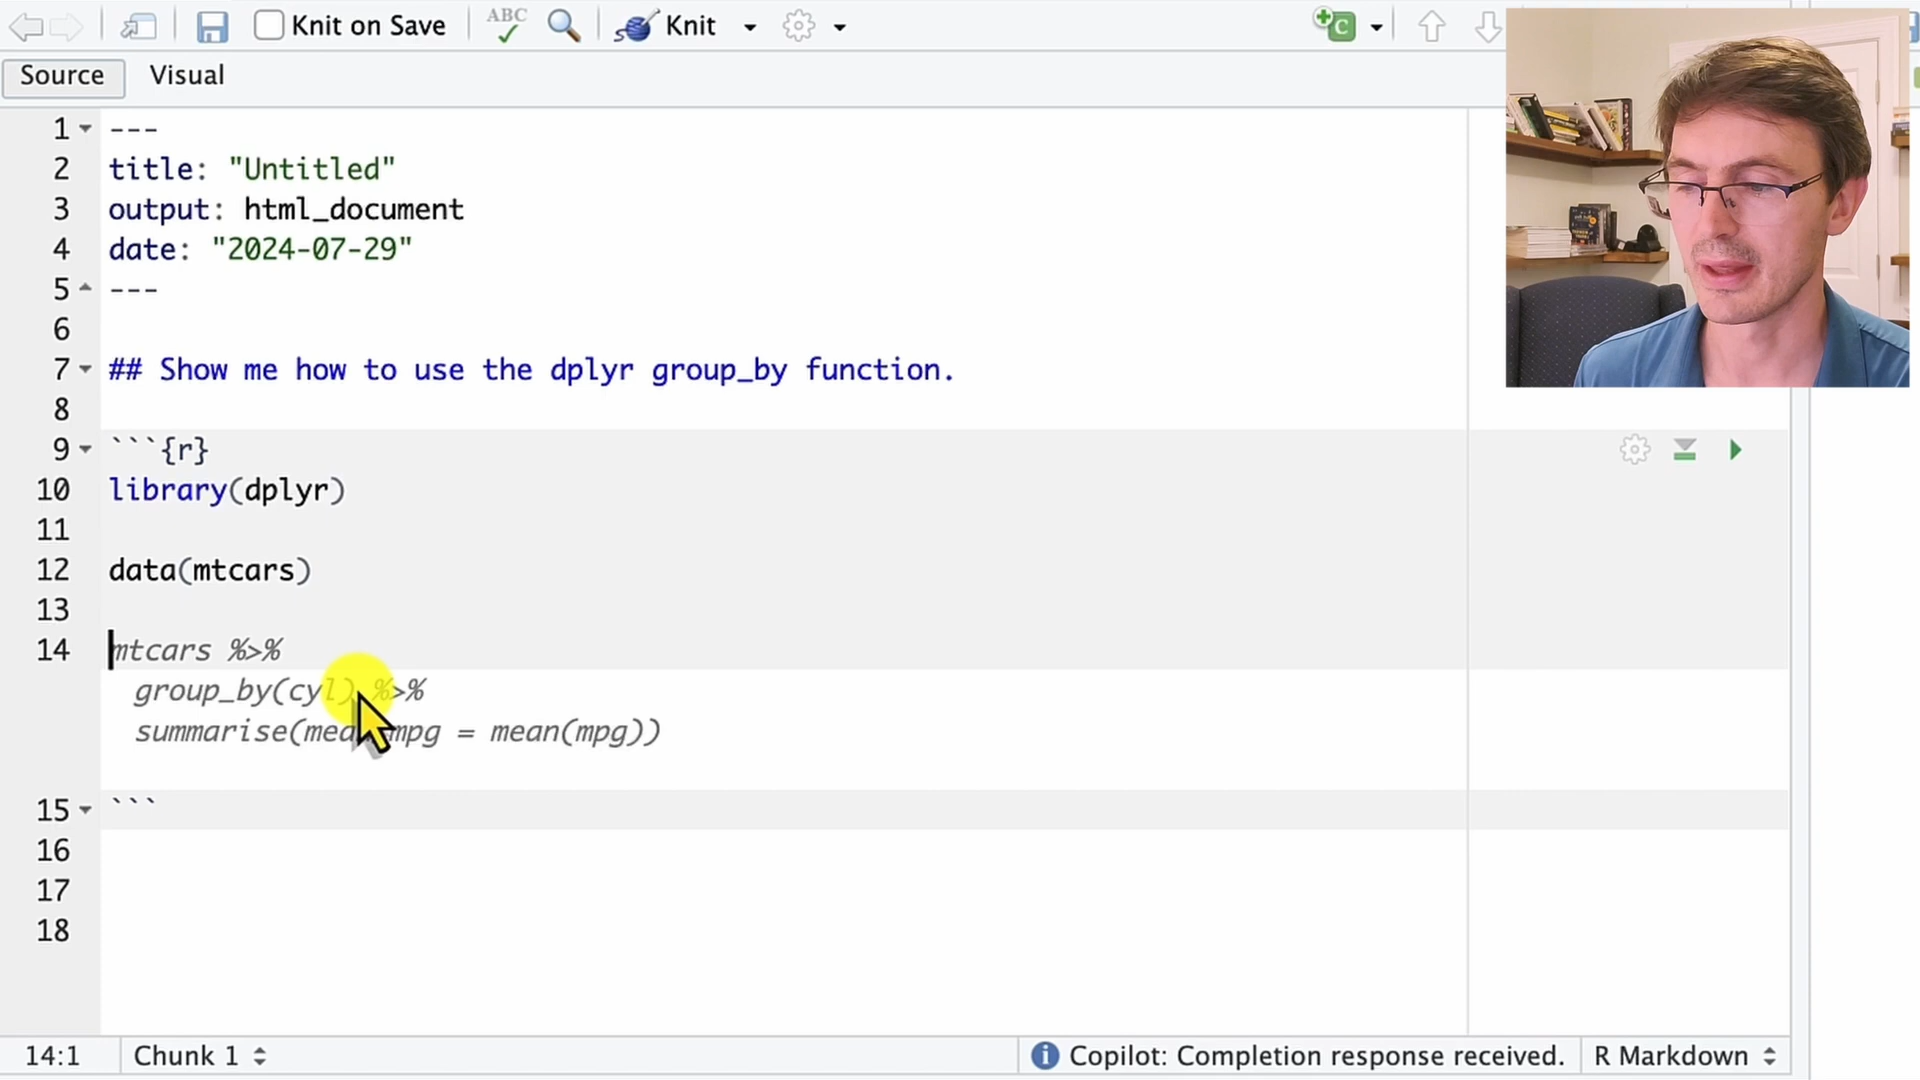 Knit on Save
ABC
Knit
C
Source
Visual
1 ---
2 title: "Untitled"
3 output: html_document
4 date: "2024-07-29"
5 ---
6
7 ## Show me how to use the dplyr group_by function.
8
9 ```{r}
10 library(dplyr)
11
12 data(mtcars)
13
14 mtcars %>%
group_by(cyl) %>%
summarise(mean_mpg = mean(mpg))
15 ```
16
17
18
14:1
Chunk 1
Copilot: Completion response received.
R Markdown